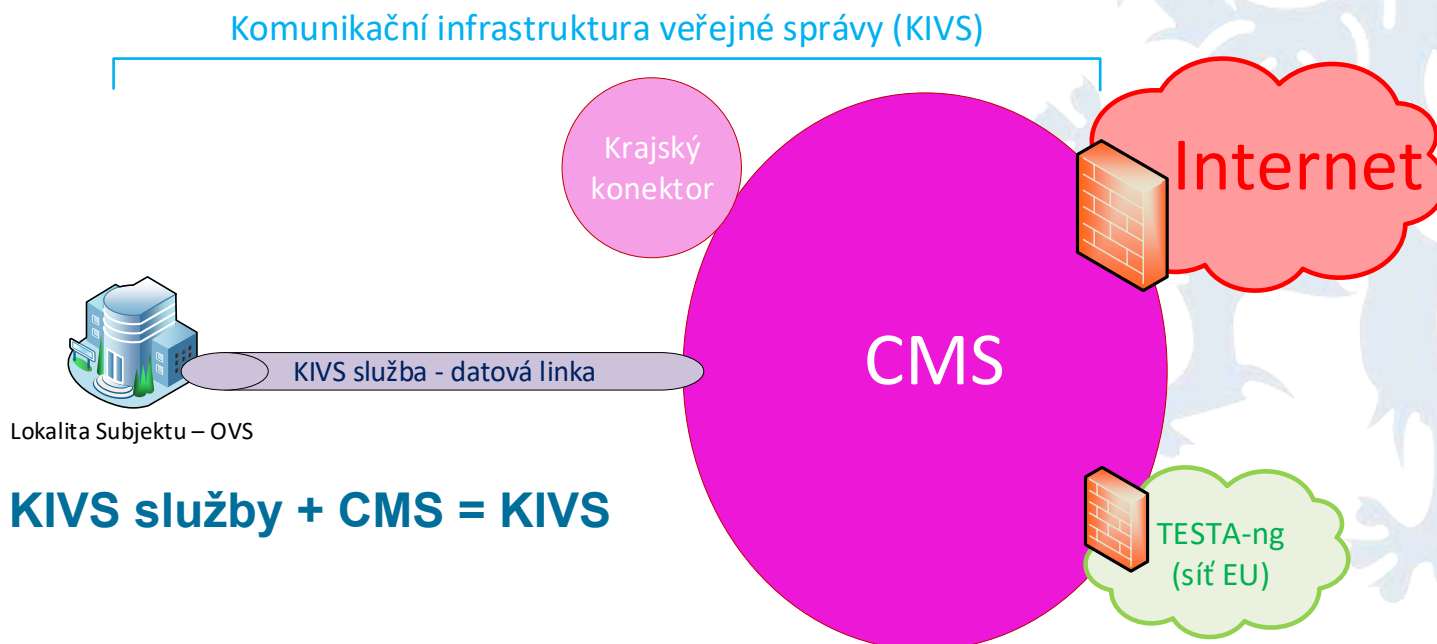 Komunikační infrastruktura veřejné správy (KIVS)
Krajský
konektor
Internet
CMS
KIVS služba - datová linka
Lokalita Subjektu – OVS
KIVS služby + CMS = KIVS
TESTA-ng
(síť EU)